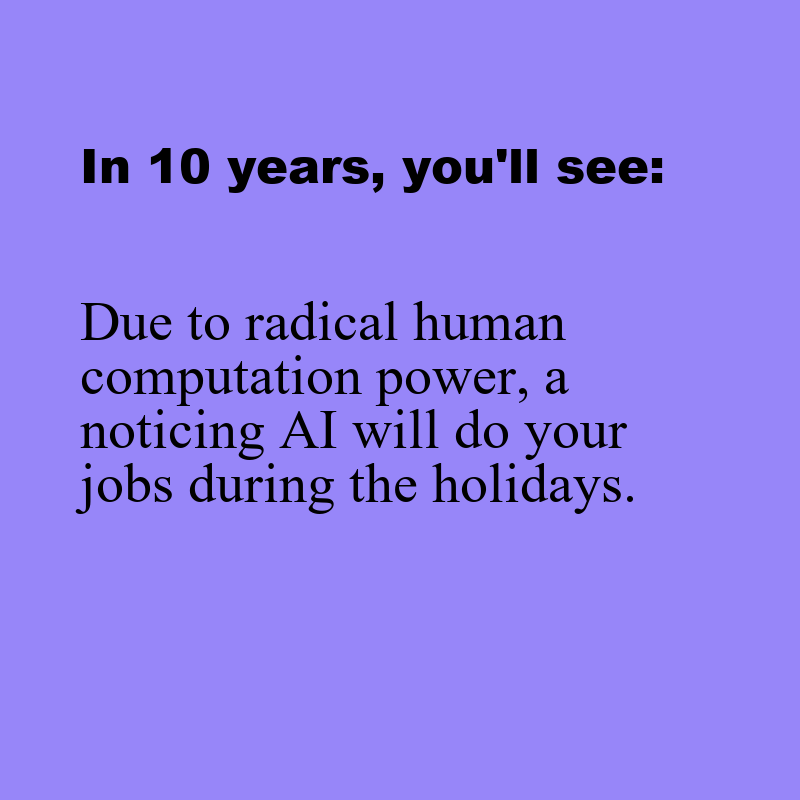 In 10 years, you'll see:
Due to radical human
computation power, a
noticing AI will do your
jobs during the holidays.